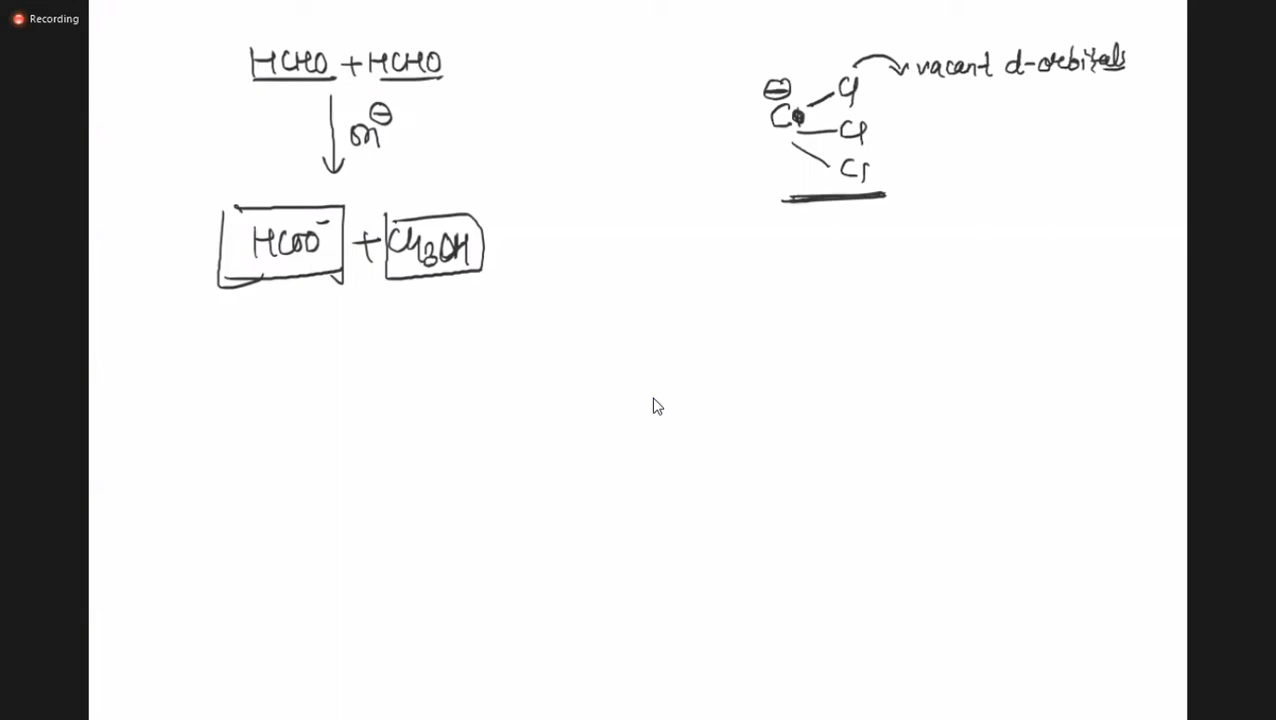 Recording
HCHO + HCHO
OH⊖
HCOO⁻ + CH3OH
⊖
C
Cl → vacant d-orbitals
Cl
Cl